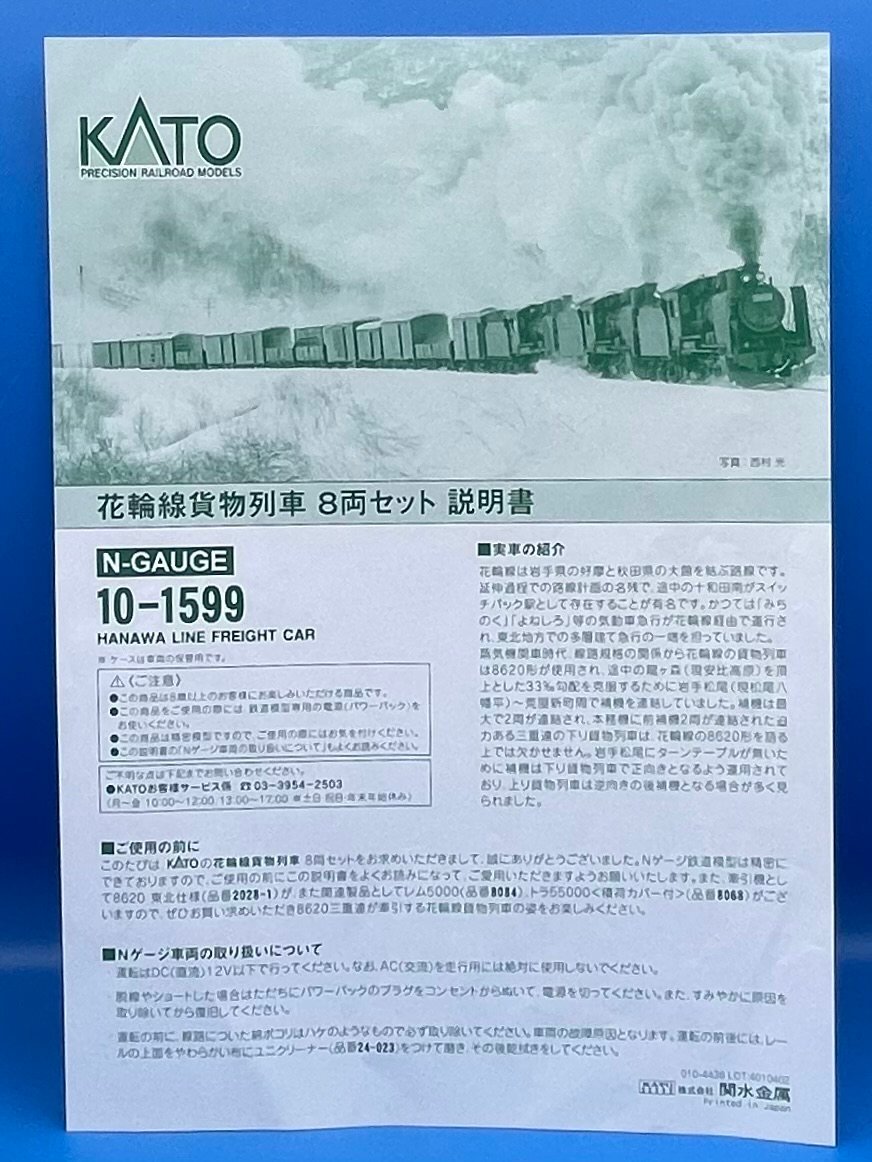 KATO
PRECISION RAILROAD MODELS
写真：西村 光
花輪線貨物列車 8両セット 説明書
N-GAUGE
10-1599
HANAWA LINE FREIGHT CAR
※ ケースは車両の保管用です。
⚠〈ご注意〉
●この商品は8歳以上のお客様にお楽しみいただける商品です。
●この商品をご使用の際には、鉄道模型専用の電源(パワーパック)を
お使いください。
●この商品は精密模型ですので、ご使用の際にはお気を付けください。
●この説明書の「Nゲージ車両の取り扱いについて」もよくお読みください。
ご不明な点は下記までお問い合わせください。
●KATOお客様サービス係 ☎03-3954-2503
(月～金 10:00～12:00, 13:00～17:00 ※土日・祝日・年末年始休み)
■実車の紹介
花輪線は岩手県の好摩と秋田県の大館を結ぶ路線です。
延伸過程での路線計画の名残で、途中の十和田南がスイッ
チバック駅として存在することが有名です。かつては「みち
のく」「よねしろ」等の気動車急行が花輪線経由で運行さ
れ、東北地方での多層建て急行の一端を担っていました。
蒸気機関車時代、線路規格の関係から花輪線の貨物列車
は8620形が使用され、途中の龍ヶ森(現安比高原)を頂
上とした33‰勾配を克服するために岩手松尾(現松尾八
幡平)～荒屋新町間で補機を連結していました。補機は最
大で2両が連結され、本務機に前補機2両が連結された迫
力ある三重連の下り貨物列車は、花輪線の8620形を語る
上では欠かせません。岩手松尾にターンテーブルが無いた
めに補機は下り貨物列車で正向きとなるよう運用されて
おり、上り貨物列車は逆向きの後補機となる場合が多く見
られました。
■ご使用の前に
このたびは KATOの花輪線貨物列車 8両セットをお求めいただきまして、誠にありがとうございました。Nゲージ鉄道模型は精密に
できておりますので、ご使用の前にこの説明書をよくお読みになって、ご愛用いただきますようお願いいたします。また、牽引機とし
て8620 東北仕様(品番2028-1)が、また関連製品としてレム5000(品番8084)、トラ55000<積荷カバー付>(品番8068)がござ
いますので、ぜひお買い求めいただき8620三重連が牽引する花輪線貨物列車の姿をお楽しみください。
■Nゲージ車両の取り扱いについて
運転はDC(直流)12V以下で行ってください。なお、AC(交流)を走行用には絶対に使用しないでください。
脱線やショートした場合はただちにパワーパックのプラグをコンセントからぬいて、電源を切ってください。また、すみやかに原因を
取り除いてから復旧してください。
運転の前に、線路についた綿ボコリはハケのようなもので必ず取り除いてください。車両の故障原因となります。運転の前後には、レー
ルの上面をやわらかい布にユニクリーナー(品番24-023)をつけて磨き、その後乾拭きをしてください。
010-4438 LOT:4010402
KATO 株式会社 関水金属
Printed in Japan